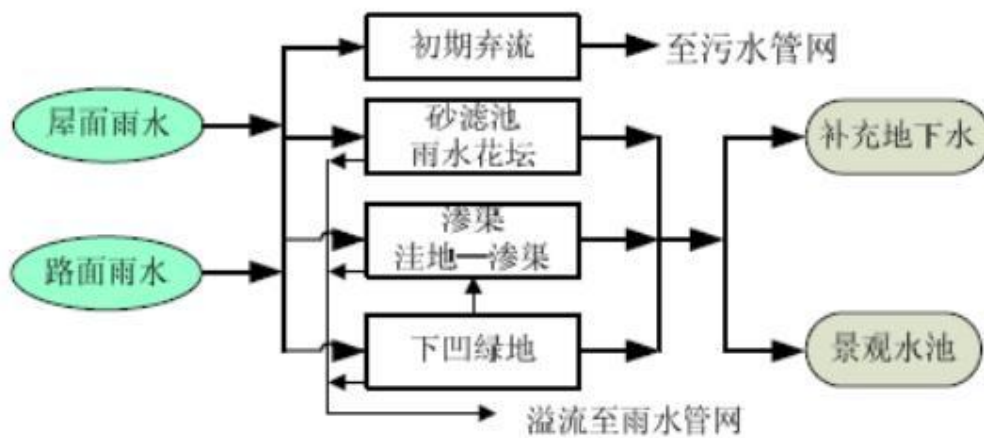 初期弃流
至污水管网
屋面雨水
砂滤池
雨水花坛
补充地下水
渗渠
洼地—渗渠
路面雨水
下凹绿地
景观水池
溢流至雨水管网